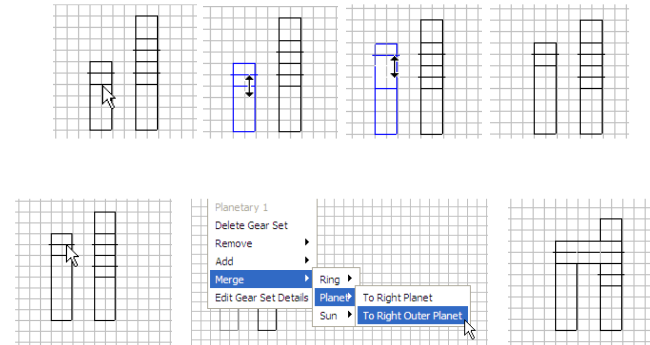 Planetary 1
Delete Gear Set
Remove
Add
Merge
Edit Gear Set Details
Ring
Planet
Sun
To Right Planet
To Right Outer Planet